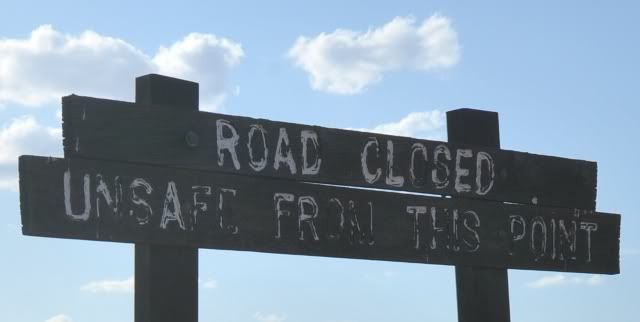 ROAD CLOSED
UNSAFE FROM THIS POINT